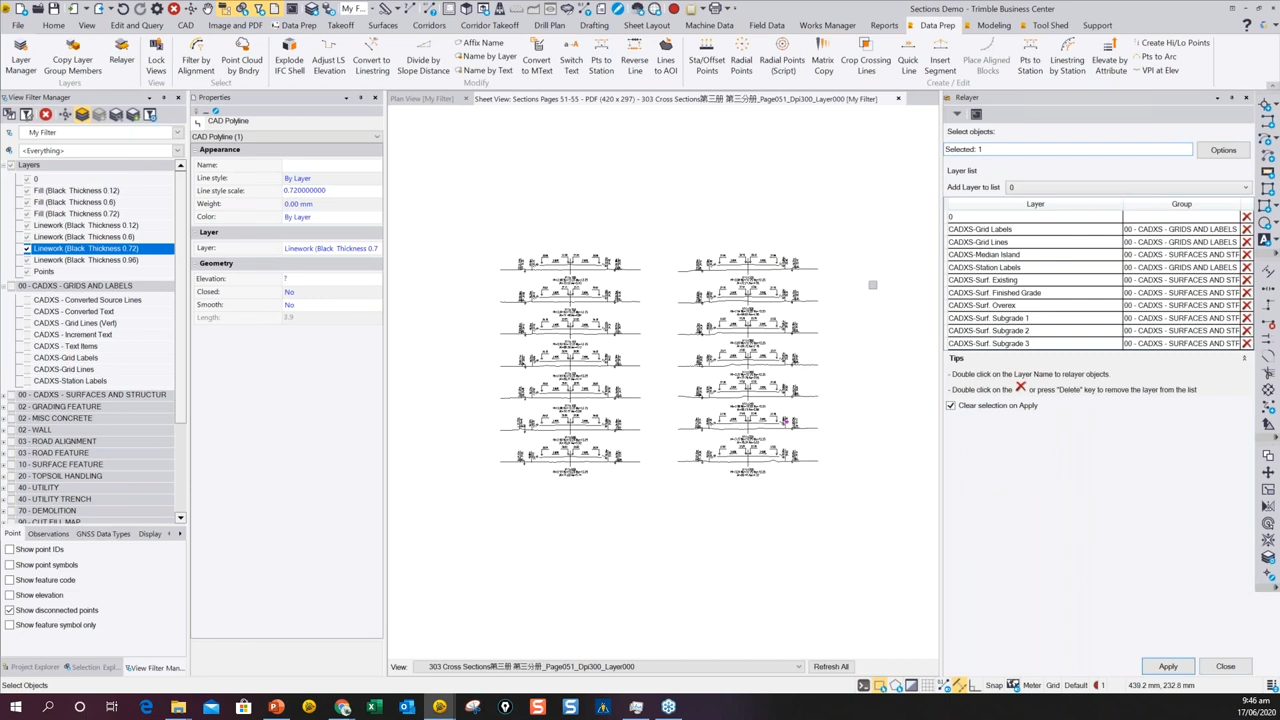 My F...
Sections Demo - Trimble Business Center
File
Home
Edit and Query
Image and PDF
Data Prep
Takeoff
Surfaces
Corridors
Corridor Takeoff
Drill Plan
Drafting
Sheet Layout
Machine Data
Field Data
Works Manager
Reports
Data Prep
Modeling
Tool Shed
Support
Layer Manager
Copy Layer Group Members
Relayer
Layers
Lock Views
View
Filter by Alignment
Point Cloud by Bndry
Select
Explode IFC Shell
Adjust LS Elevation
Convert to Linestring
Divide by Slope Distance
Affix Name
Name by Layer
Name by Text
Convert to MText
Switch Text
Pts to Station
Reverse Line
Lines to AOI
Modify
Sta/Offset Points
Radial Points
Radial Points (Script)
Matrix Copy
Crop Crossing Lines
Quick Line
Insert Segment
Place Aligned Blocks
Pts to Station
Linestring by Station
Elevate by Attribute
Create Hi/Lo Points
Pts to Arc
VPI at Elev
Create / Edit
View Filter Manager
My Filter
<Everything>
Layers
0
Fill (Black Thickness 0.12)
Fill (Black Thickness 0.6)
Fill (Black Thickness 0.72)
Linework (Black Thickness 0.12)
Linework (Black Thickness 0.6)
Linework (Black Thickness 0.72)
Linework (Black Thickness 0.96)
Points
00 - CADXS - GRIDS AND LABELS
CADXS - Converted Source Lines
CADXS - Converted Text
CADXS - Grid Lines (Vert)
CADXS - Increment Text
CADXS - Text Items
CADXS-Grid Labels
CADXS-Grid Lines
CADXS-Station Labels
00 - CADXS - SURFACES AND STRUCTUR
02 - GRADING FEATURE
02 - MISC CONCRETE
02 - WALL
03 - ROAD ALIGNMENT
03 - ROAD FEATURE
10 - SURFACE FEATURE
20 - TOPSOIL HANDLING
40 - UTILITY
40 - UTILITY TRENCH
70 - DEMOLITION
90 - CUT FILL MAP
Point
Observations
GNSS Data Types
Display
Show point IDs
Show point symbols
Show feature code
Show elevation
Show disconnected points
Show feature symbol only
Project Explorer
Selection Expl...
View Filter Man...
Select Objects
Properties
CAD Polyline
CAD Polyline (1)
Appearance
Name:
Line style: By Layer
Line style scale: 0.720000000
Weight: 0.00 mm
Color: By Layer
Layer
Layer: Linework (Black Thickness 0.7
Geometry
Elevation: ?
Closed: No
Smooth: No
Length: 3.9
Plan View [My Filter]
Sheet View: Sections Pages 51-55 - PDF (420 x 297) - 303 Cross Sections第三册 第三分册_Page051_Dpi300_Layer000 [My Filter]
View:
303 Cross Sections第三册 第三分册_Page051_Dpi300_Layer000
Refresh All
Relayer
Select objects:
Selected: 1
Options
Layer list
Add Layer to list
0
Layer
Group
0
CADXS-Grid Labels 00 - CADXS - GRIDS AND LABELS
CADXS-Grid Lines 00 - CADXS - GRIDS AND LABELS
CADXS-Median Island 00 - CADXS - SURFACES AND STR
CADXS-Station Labels 00 - CADXS - GRIDS AND LABELS
CADXS-Surf. Existing 00 - CADXS - SURFACES AND STR
CADXS-Surf. Finished Grade 00 - CADXS - SURFACES AND STR
CADXS-Surf. Overex 00 - CADXS - SURFACES AND STR
CADXS-Surf. Subgrade 1 00 - CADXS - SURFACES AND STR
CADXS-Surf. Subgrade 2 00 - CADXS - SURFACES AND STR
CADXS-Surf. Subgrade 3 00 - CADXS - SURFACES AND STR
Tips
- Double click on the Layer Name to relayer objects.
- Double click on the or press "Delete" key to remove the layer from the list
Clear selection on Apply
Apply
Close
Snap
Meter
Grid
Default
1
439.2 mm, 232.8 mm
9:46 am
17/06/2020